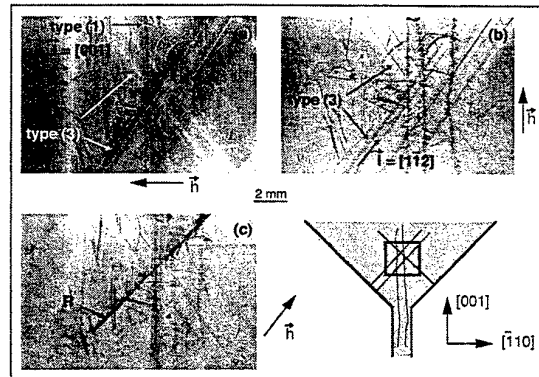 type (1)
l = [001]
(a)
type (3)
h
(b)
type (3)
l = [112]
h
2 mm
(c)
R
h
[001]
[110]